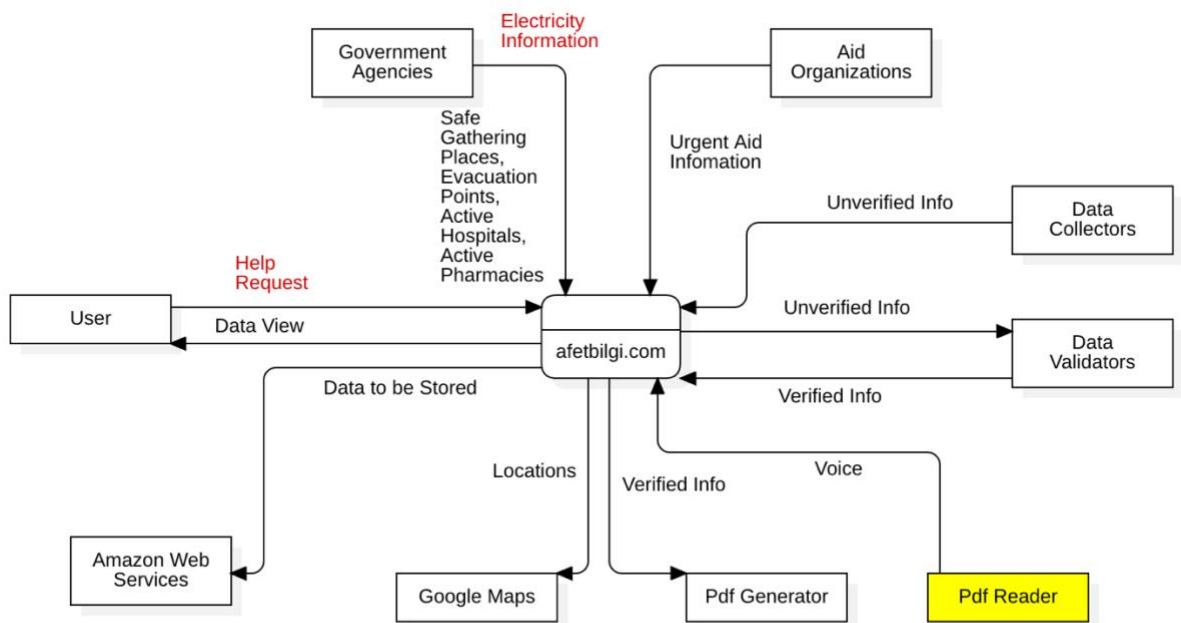 Electricity
Information
Government
Agencies
Aid
Organizations
Safe
Gathering
Places,
Evacuation
Points,
Active
Hospitals,
Active
Pharmacies
Urgent Aid
Infomation
Unverified Info
Data
Collectors
Help
Request
User
Data View
afetbilgi.com
Unverified Info
Data
Validators
Verified Info
Data to be Stored
Locations
Verified Info
Voice
Amazon Web
Services
Google Maps
Pdf Generator
Pdf Reader